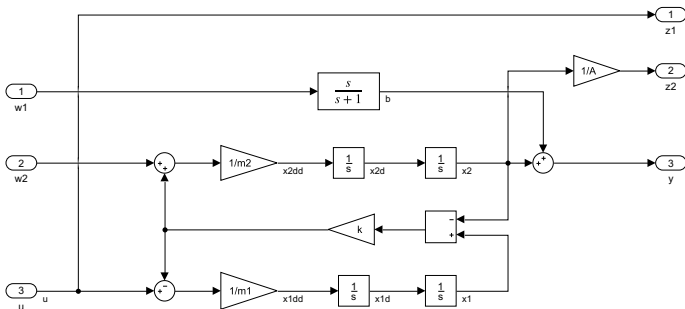 1
z1
1/A
2
z2
1
w1
s
s + 1
b
2
w2
+
+
1/m2
x2dd
1
s
x2d
1
s
x2
+
+
3
y
k
−
+
3
u
u
+
−
1/m1
x1dd
1
s
x1d
1
s
x1